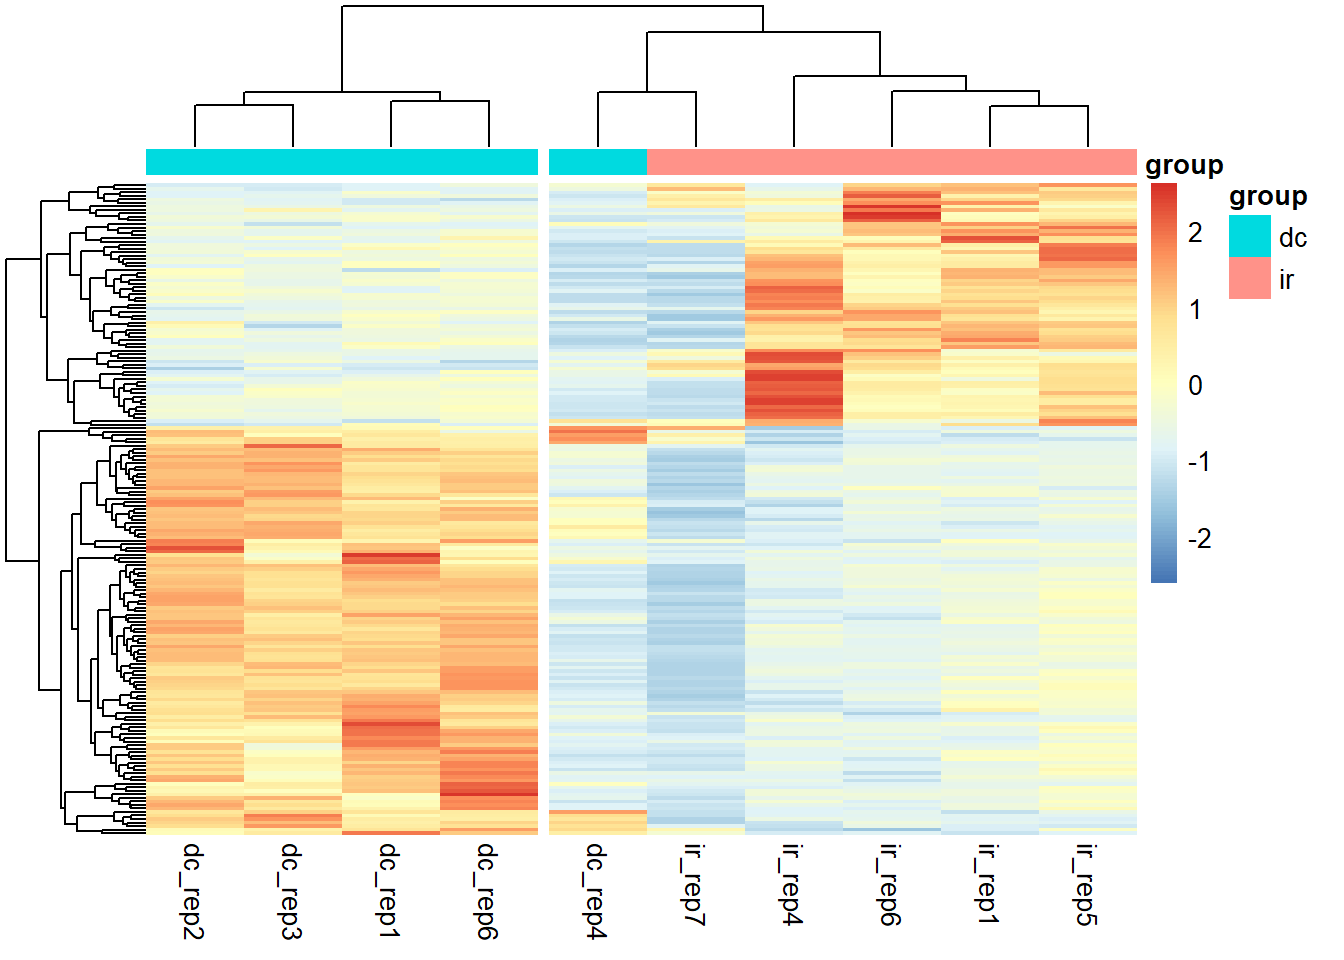 group
2
1
0
-1
-2
group
dc
ir
dc_rep2
dc_rep3
dc_rep1
dc_rep6
dc_rep4
ir_rep7
ir_rep4
ir_rep6
ir_rep1
ir_rep5